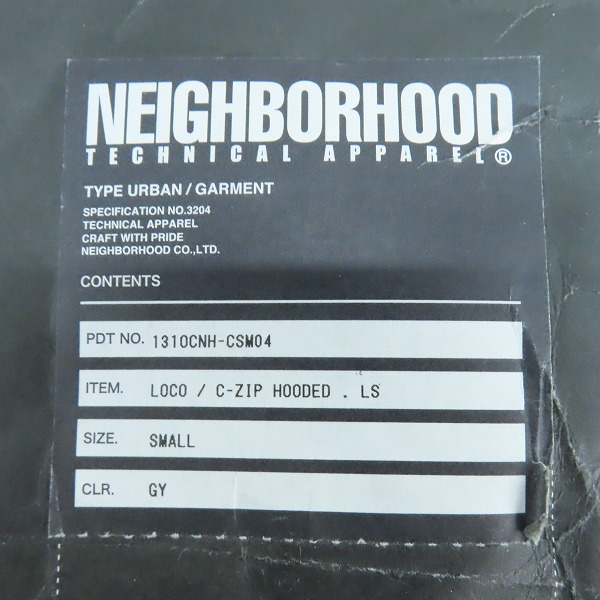 NEIGHBORHOOD
TECHNICAL APPAREL®
TYPE URBAN / GARMENT
SPECIFICATION NO.3204
TECHNICAL APPAREL
CRAFT WITH PRIDE
NEIGHBORHOOD CO.,LTD.
CONTENTS
PDT NO. 131OCNH-CSM04
ITEM. LOCO / C-ZIP HOODED . LS
SIZE. SMALL
CLR. GY